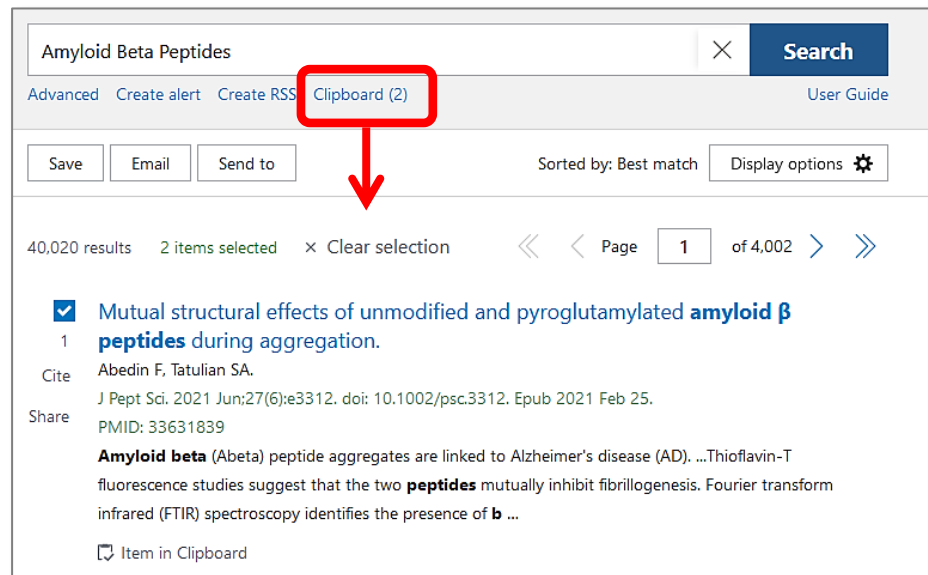 Amyloid Beta Peptides
Search
Advanced Create alert Create RSS Clipboard (2) User Guide
Save Email Send to Sorted by: Best match Display options
40,020 results 2 items selected × Clear selection Page 1 of 4,002
Mutual structural effects of unmodified and pyroglutamylated amyloid β
1 peptides during aggregation.
Cite Abedin F, Tatulian SA.
J Pept Sci. 2021 Jun;27(6):e3312. doi: 10.1002/psc.3312. Epub 2021 Feb 25.
Share
PMID: 33631839
Amyloid beta (Abeta) peptide aggregates are linked to Alzheimer's disease (AD). ...Thioflavin-T
fluorescence studies suggest that the two peptides mutually inhibit fibrillogenesis. Fourier transform
infrared (FTIR) spectroscopy identifies the presence of b ...
Item in Clipboard